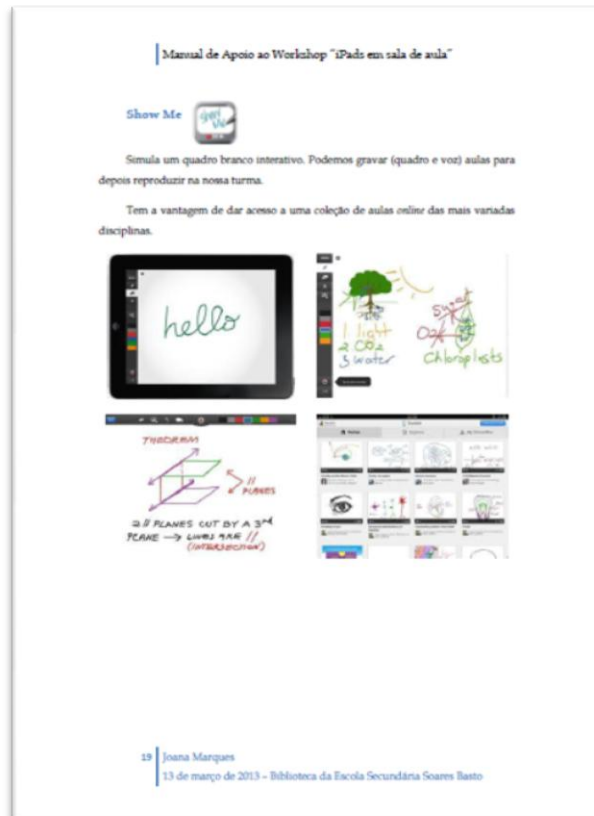 Manual de Apoio ao Workshop "iPads em sala de aula"
Show Me
Simula um quadro branco interativo. Podemos gravar (quadro e voz) aulas para
depois reproduzir na nossa turma.
Tem a vantagem de dar acesso a uma coleção de aulas online das mais variadas
disciplinas.
hello
1. light
2 CO2
3. water
Sugar
O2
Chloroplasts
THEOREM
//
PLANES
2 // PLANES CUT BY A 3rd
PLANE → LINES ARE //
(INTERSECTION)
19 Joana Marques
13 de março de 2013 – Biblioteca da Escola Secundária Soares Basto